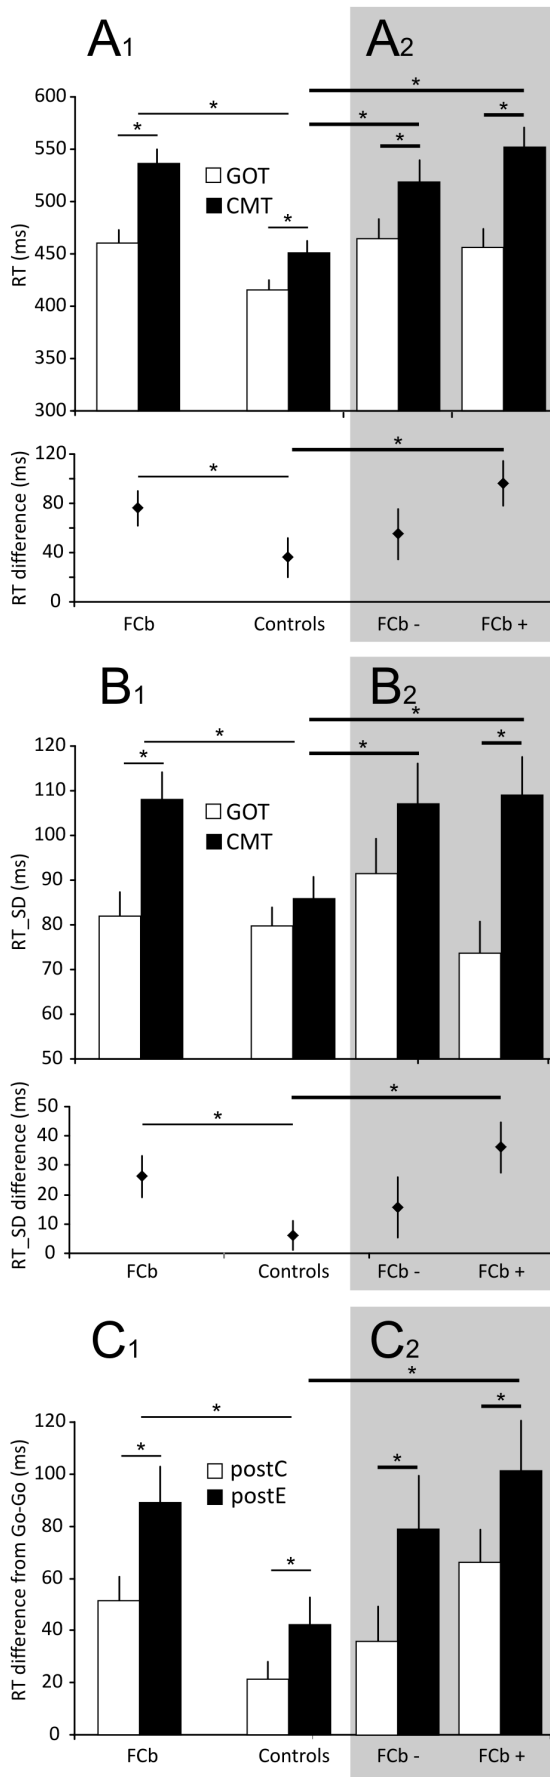 A1 A2
* *
600
* * *
550
*
500
GOT
CMT
*
450
400
350
300
RT (ms)
120
* *
80
40
0
RT difference (ms)
FCb Controls FCb - FCb +
B1 B2
*
* * *
120
*
110
GOT
100
CMT
90
80
70
60
50
RT_SD (ms)
50
* *
40
30
20
10
0
RT_SD difference (ms)
FCb Controls FCb - FCb +
C1 C2
*
* *
120
* *
100
postC
postE
80
60
*
40
20
0
RT difference from Go-Go (ms)
FCb Controls FCb - FCb +